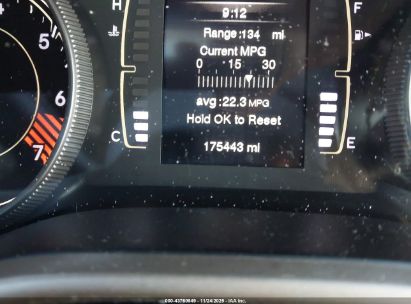 H
9:12
F
Range:134 mi
Current MPG
0 15 30
5
6
7
avg:22.3 MPG
Hold OK to Reset
C
E
175443 mi